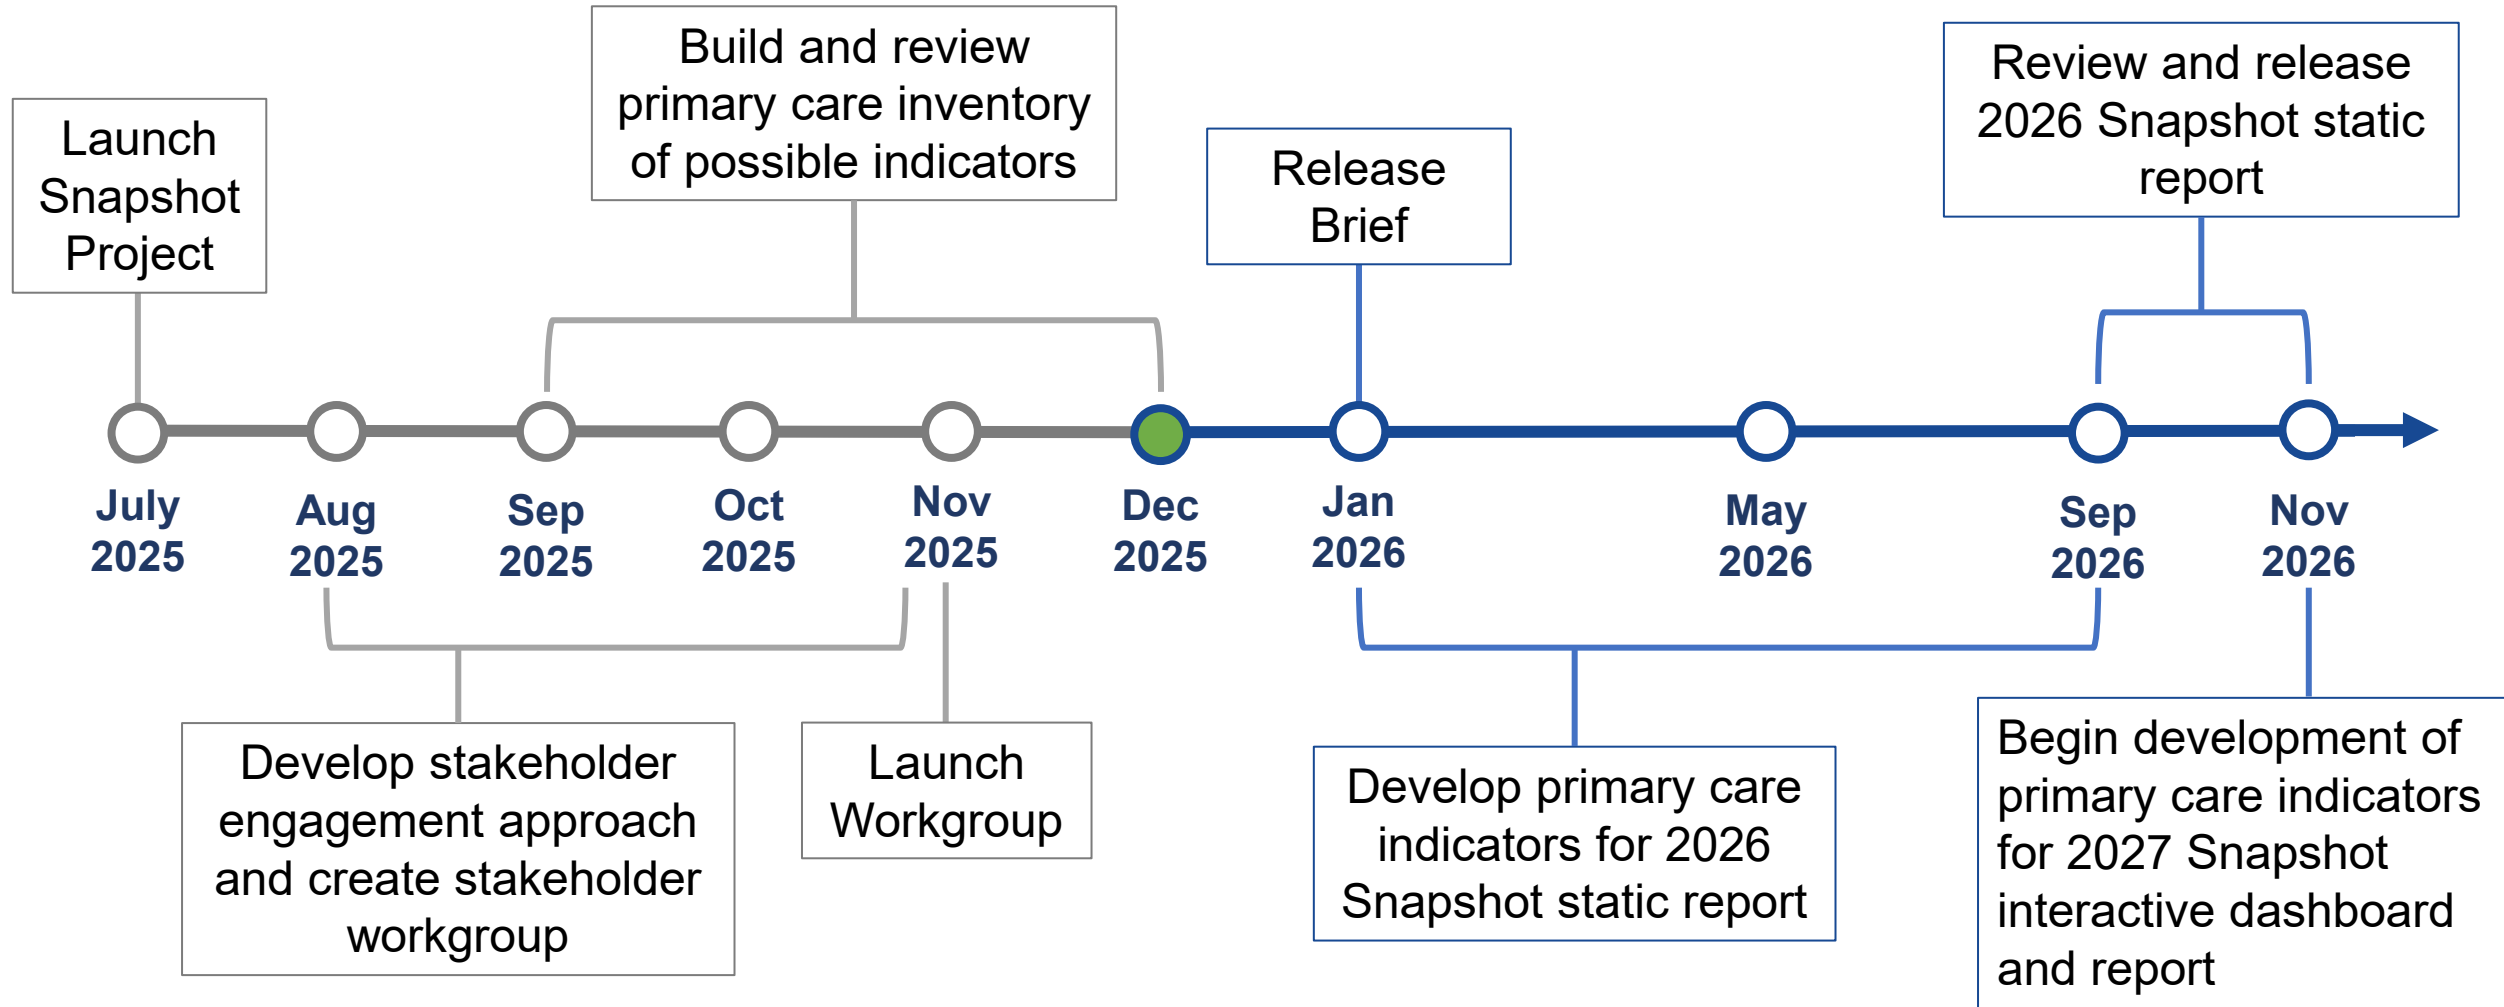 Launch
Snapshot
Project
Build and review
primary care inventory
of possible indicators
Release
Brief
Review and release
2026 Snapshot static
report
July
2025
Aug
2025
Sep
2025
Oct
2025
Nov
2025
Dec
2025
Jan
2026
May
2026
Sep
2026
Nov
2026
Develop stakeholder
engagement approach
and create stakeholder
workgroup
Launch
Workgroup
Develop primary care
indicators for 2026
Snapshot static report
Begin development of
primary care indicators
for 2027 Snapshot
interactive dashboard
and report